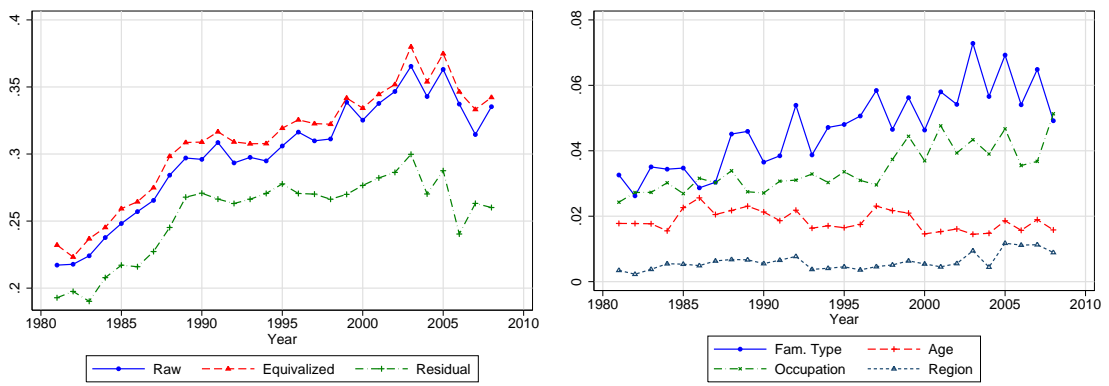 .4
.35
.3
.25
.2
1980 1985 1990 1995 2000 2005 2010
Year
Raw Equivalized Residual
.08
.06
.04
.02
0
1980 1985 1990 1995 2000 2005 2010
Year
Fam. Type Age
Occupation Region